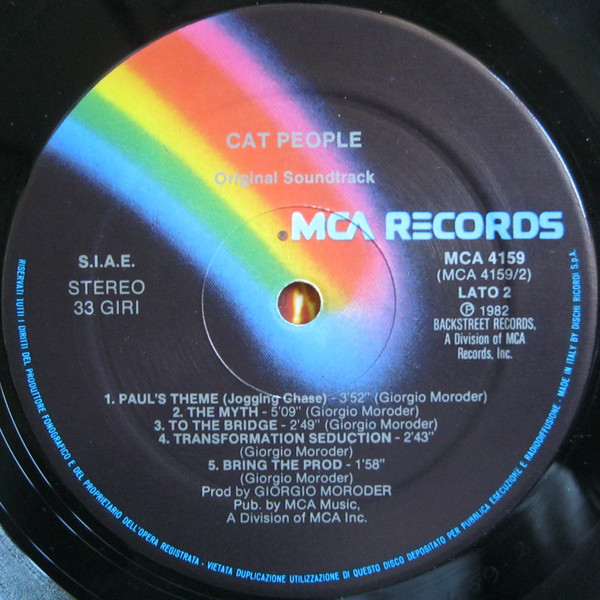 CAT PEOPLE
Original Soundtrack
MCA RECORDS
S.I.A.E.
STEREO
33 GIRI
MCA 4159
(MCA 4159/2)
LATO 2
Ⓟ 1982
BACKSTREET RECORDS,
A Division of MCA
Records, Inc.
1. PAUL'S THEME (Jogging Chase) - 3'52" (Giorgio Moroder)
2. THE MYTH - 5'09" (Giorgio Moroder)
3. TO THE BRIDGE - 2'49" (Giorgio Moroder)
4. TRANSFORMATION SEDUCTION - 2'43"
(Giorgio Moroder)
5. BRING THE PROD - 1'58"
(Giorgio Moroder)
Prod by GIORGIO MORODER
Pub. by MCA Music,
A Division of MCA Inc.
RISERVATI TUTTI I DIRITTI DEL PRODUTTORE FONOGRAFICO E DEL PROPRIETARIO DELL'OPERA REGISTRATA - VIETATA DUPLICAZIONE UTILIZZAZIONE DI QUESTO DISCO DEPOSITATO PER PUBBLICA ESECUZIONE E RADIODIFFUSIONE - MADE IN ITALY BY DISCHI RICORDI S.p.A.